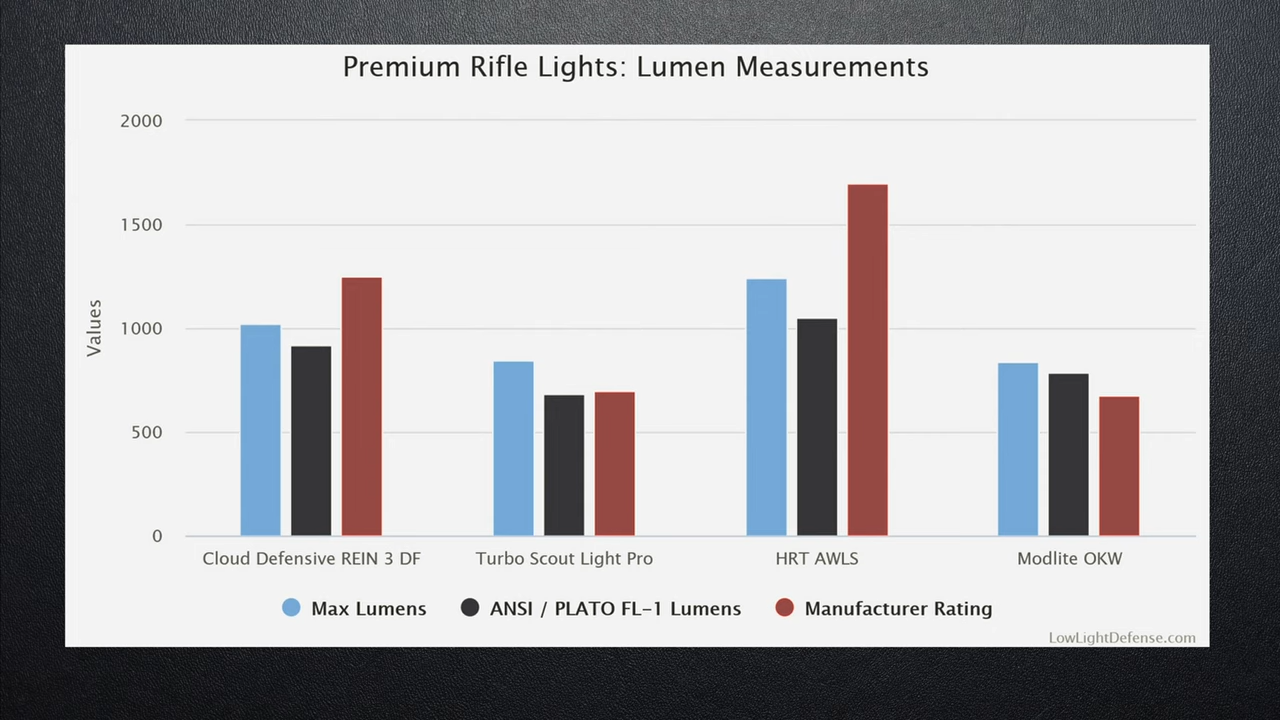 Premium Rifle Lights: Lumen Measurements
2000
1500
1000
500
0
Values
Cloud Defensive REIN 3 DF
Turbo Scout Light Pro
HRT AWLS
Modlite OKW
Max Lumens
ANSI / PLATO FL-1 Lumens
Manufacturer Rating
LowLightDefense.com